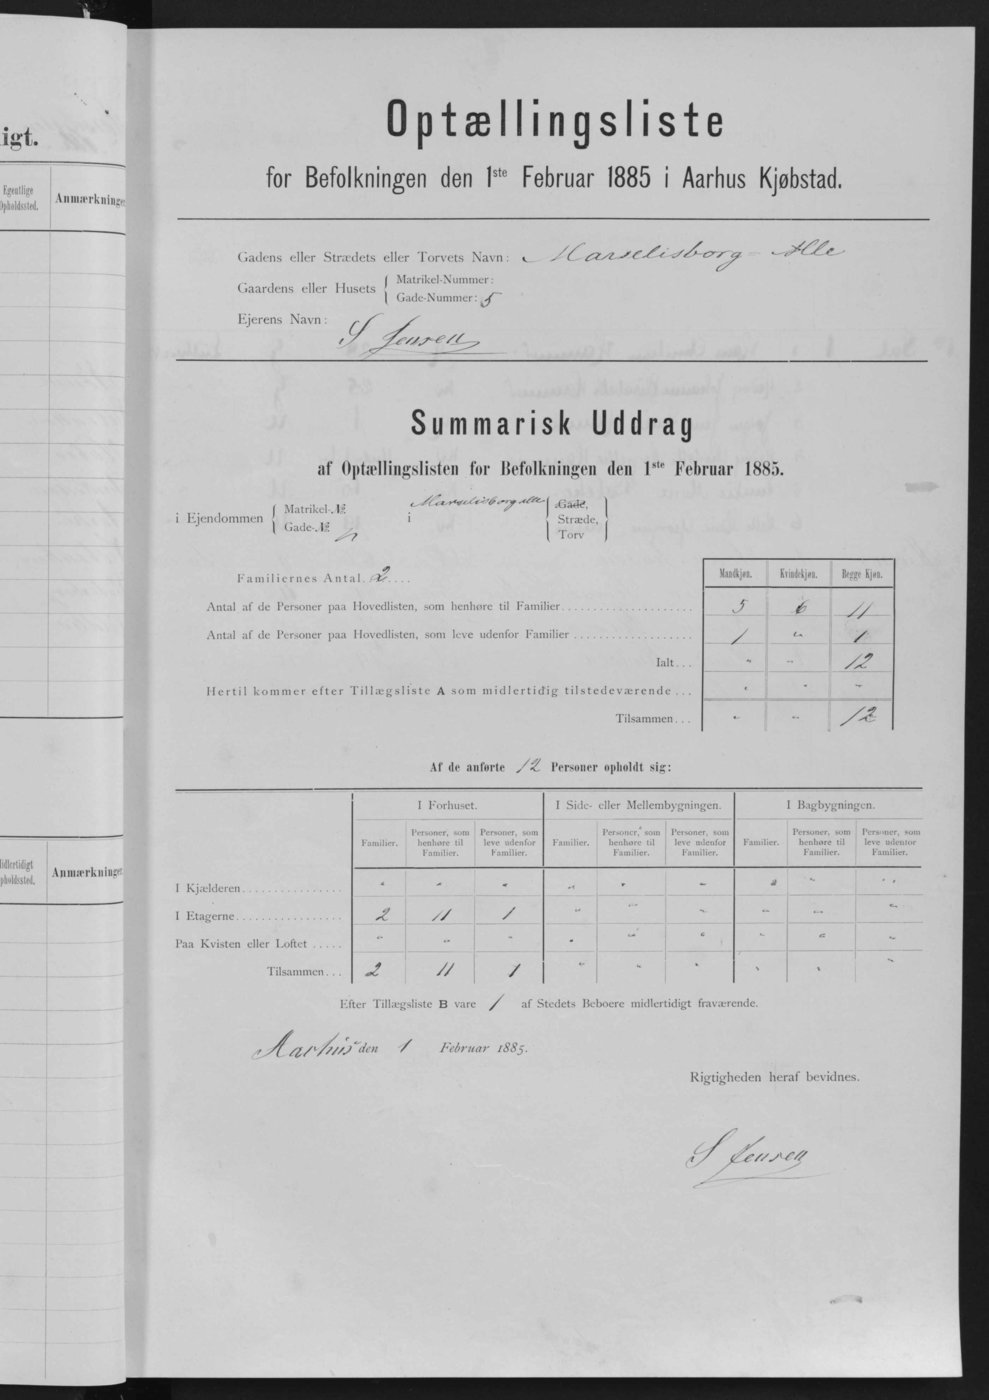 igt.
Egentlige Opholdssted.
Anmærkninger
Midlertidigt Opholdssted.
Anmærkninger
Optællingsliste
for Befolkningen den 1ste Februar 1885 i Aarhus Kjøbstad.
Gadens eller Strædets eller Torvets Navn: Marselisborg - Alle
Gaardens eller Husets { Matrikel-Nummer:
Gade-Nummer: 5
Ejerens Navn: S Jensen
Summarisk Uddrag
af Optællingslisten for Befolkningen den 1ste Februar 1885.
i Ejendommen { Matrikel-№
Gade-№ 5
i Marselisborg alle { Gade, Stræde, Torv }
Familiernes Antal 2 ....
Mandkjøn. Kvindekjøn. Begge Kjøn.
Antal af de Personer paa Hovedlisten, som henhøre til Familier 5 6 11
Antal af de Personer paa Hovedlisten, som leve udenfor Familier 1 " 1
Ialt... " " 12
Hertil kommer efter Tillægsliste A som midlertidig tilstedeværende ... " " "
Tilsammen... " " 12
Af de anførte 12 Personer opholdt sig:
I Forhuset. I Side- eller Mellembygningen. I Bagbygningen.
Familier. Personer, som henhøre til Familier. Personer, som leve udenfor Familier. Familier. Personer, som henhøre til Familier. Personer, som leve udenfor Familier. Familier. Personer, som henhøre til Familier. Personer, som leve udenfor Familier.
I Kjælderen " " " " " " " " "
I Etagerne 2 11 1 " " " " " "
Paa Kvisten eller Loftet " " " " " " " " "
Tilsammen... 2 11 1 " " " " " "
Efter Tillægsliste B vare 1 af Stedets Beboere midlertidigt fraværende.
Aarhus den 1 Februar 1885.
Rigtigheden heraf bevidnes.
S Jensen